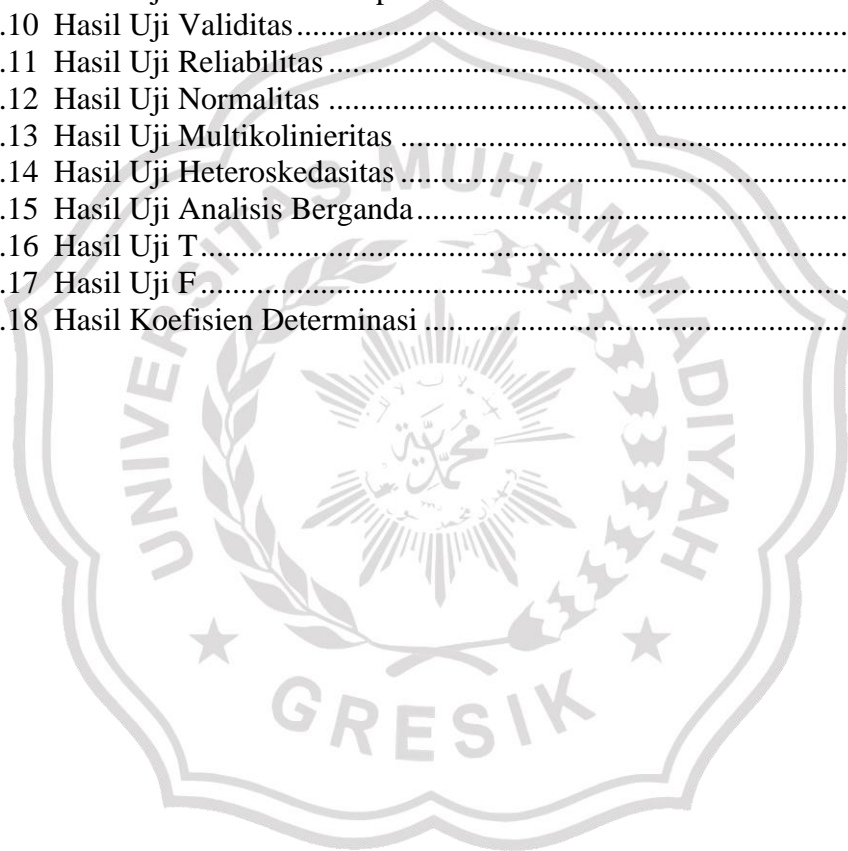 .10 Hasil Uji Validitas
.11 Hasil Uji Reliabilitas
.12 Hasil Uji Normalitas
.13 Hasil Uji Multikolinieritas
.14 Hasil Uji Heteroskedasitas
.15 Hasil Uji Analisis Berganda
.16 Hasil Uji T
.17 Hasil Uji F
.18 Hasil Koefisien Determinasi
UNIVERSITAS MUHAMMADIYAH
GRESIK